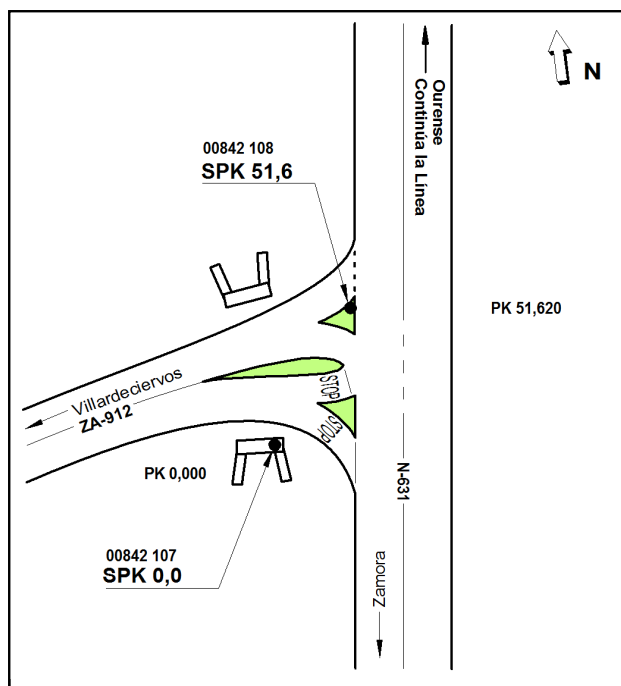 Ourense
Continúa la Línea
N
00842 108
SPK 51,6
PK 51,620
Villardeciervos
ZA-912
STOP
STOP
PK 0,000
N-631
00842 107
SPK 0,0
Zamora